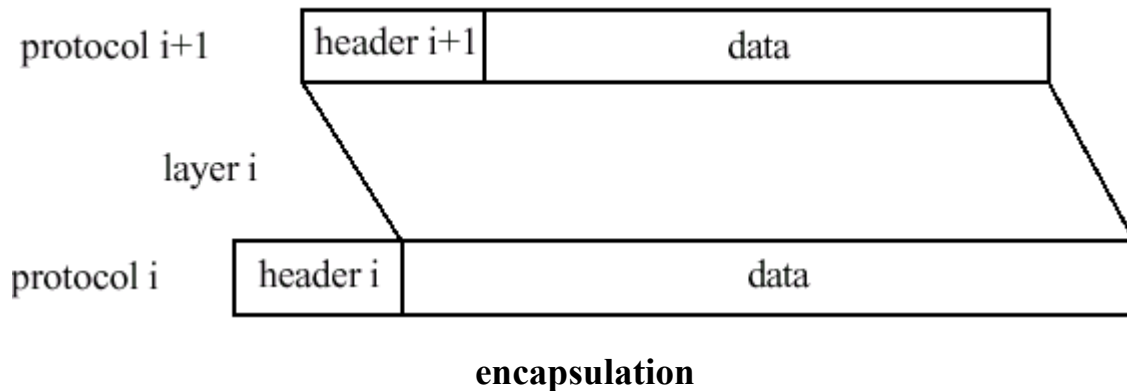 protocol i+1 header i+1 data
layer i
protocol i header i data
encapsulation